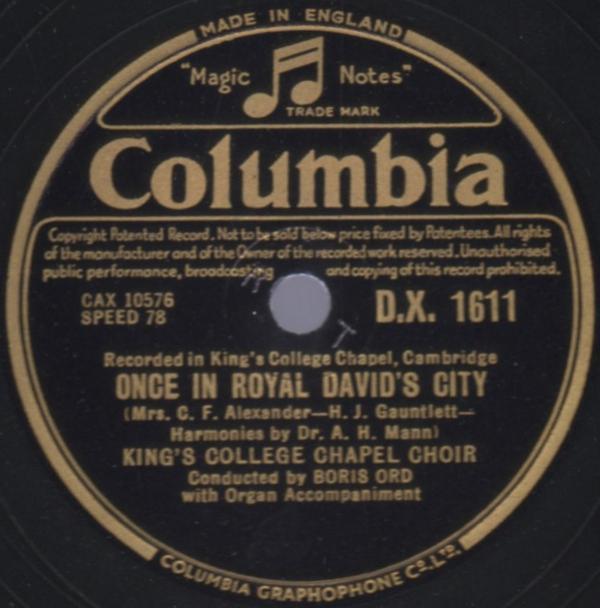 MADE IN ENGLAND
"Magic Notes"
TRADE MARK
Columbia
Copyright Patented Record. Not to be sold below price fixed by Patentees. All rights
of the manufacturer and of the Owner of the recorded work reserved. Unauthorised
public performance, broadcasting and copying of this record prohibited.
CAX 10576
SPEED 78
D.X. 1611
R
T
Recorded in King's College Chapel, Cambridge
ONCE IN ROYAL DAVID'S CITY
(Mrs. C. F. Alexander—H. J. Gauntlett—
Harmonies by Dr. A. H. Mann)
KING'S COLLEGE CHAPEL CHOIR
Conducted by BORIS ORD
with Organ Accompaniment
COLUMBIA GRAPHOPHONE CO. LTD.